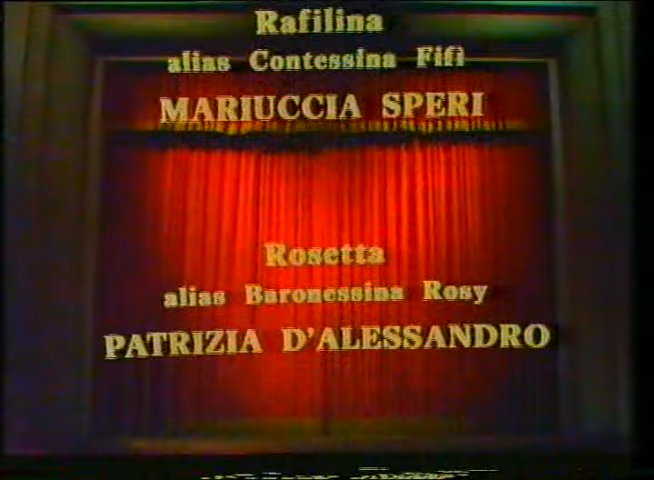 Rafilina
alias Contessina Fifì
MARIUCCIA SPERI
Rosetta
alias Baronessina Rosy
PATRIZIA D'ALESSANDRO